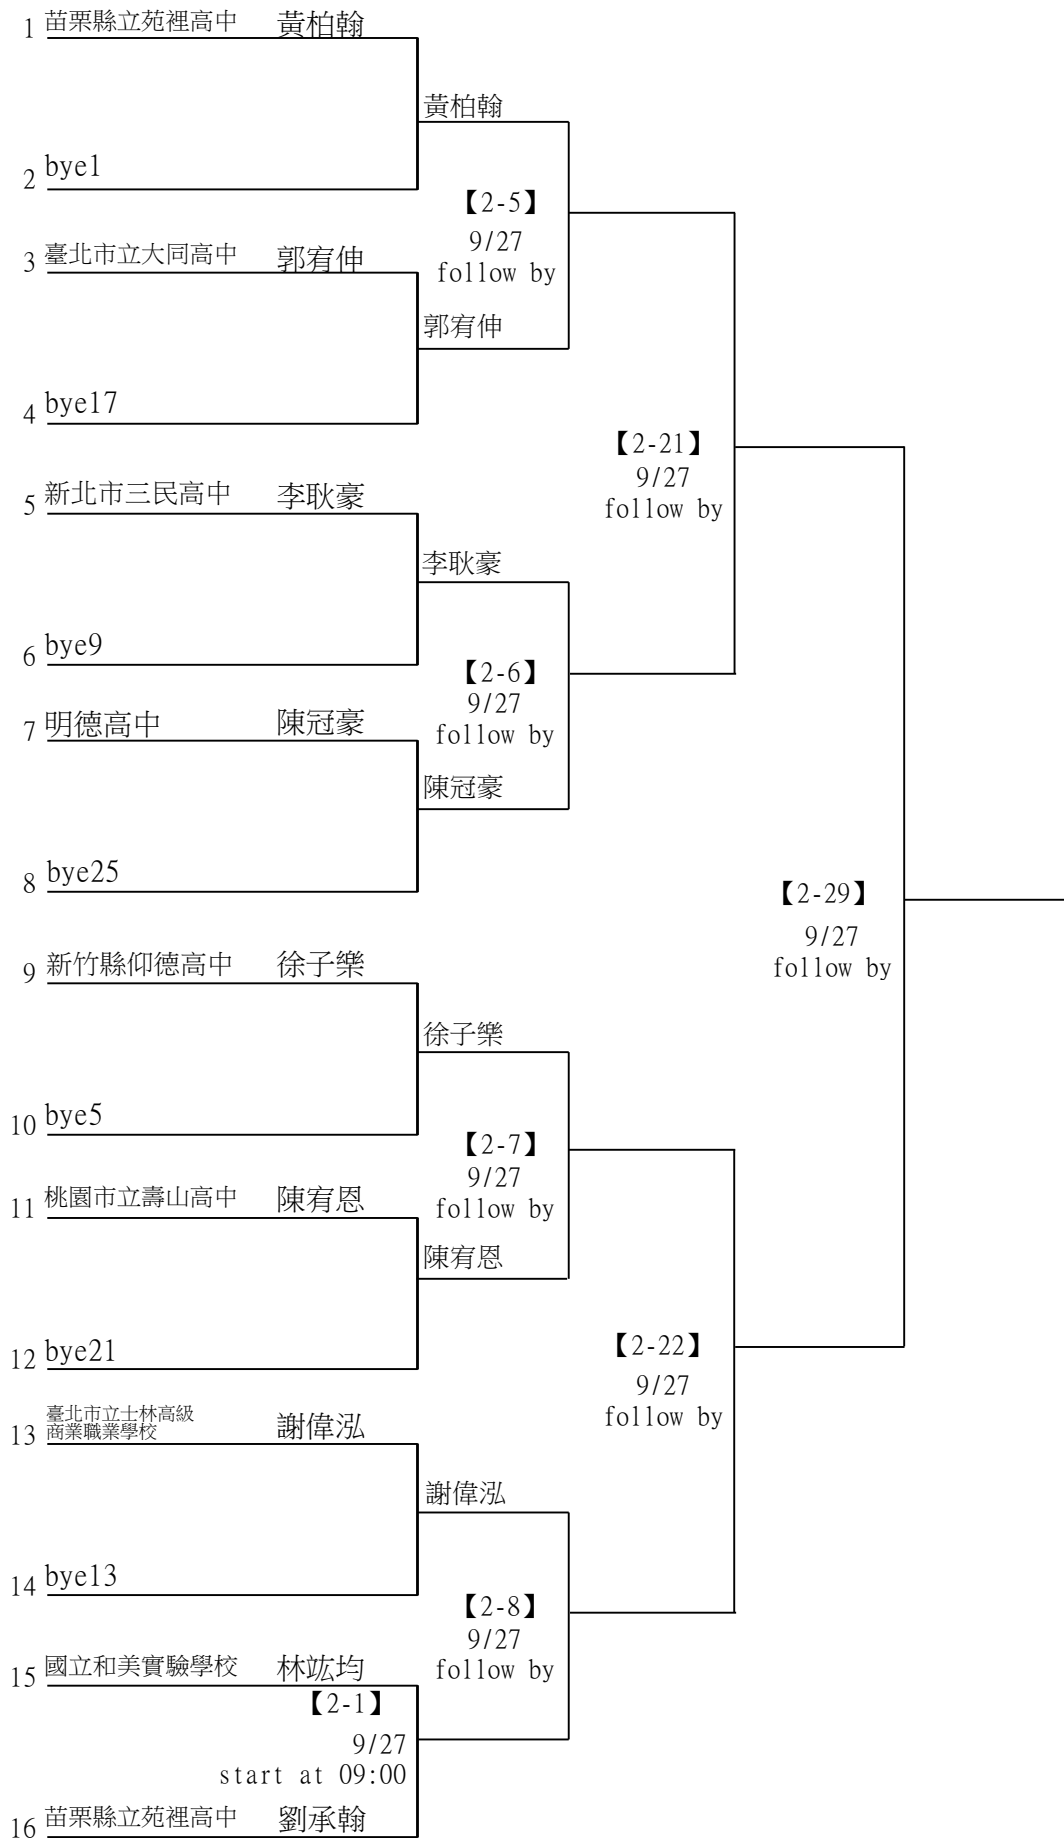 1 苗栗縣立苑裡高中 黃柏翰
黃柏翰
2 bye1
【2-5】
9/27
follow by
3 臺北市立大同高中 郭宥伸
郭宥伸
4 bye17
【2-21】
9/27
follow by
5 新北市三民高中 李耿豪
李耿豪
6 bye9
【2-6】
9/27
follow by
7 明德高中 陳冠豪
陳冠豪
8 bye25
【2-29】
9/27
follow by
9 新竹縣仰德高中 徐子樂
徐子樂
10 bye5
【2-7】
9/27
follow by
11 桃園市立壽山高中 陳宥恩
陳宥恩
12 bye21
【2-22】
9/27
follow by
13 臺北市立士林高級
商業職業學校 謝偉泓
謝偉泓
14 bye13
【2-8】
9/27
follow by
15 國立和美實驗學校 林竑均
【2-1】
9/27
start at 09:00
16 苗栗縣立苑裡高中 劉承翰